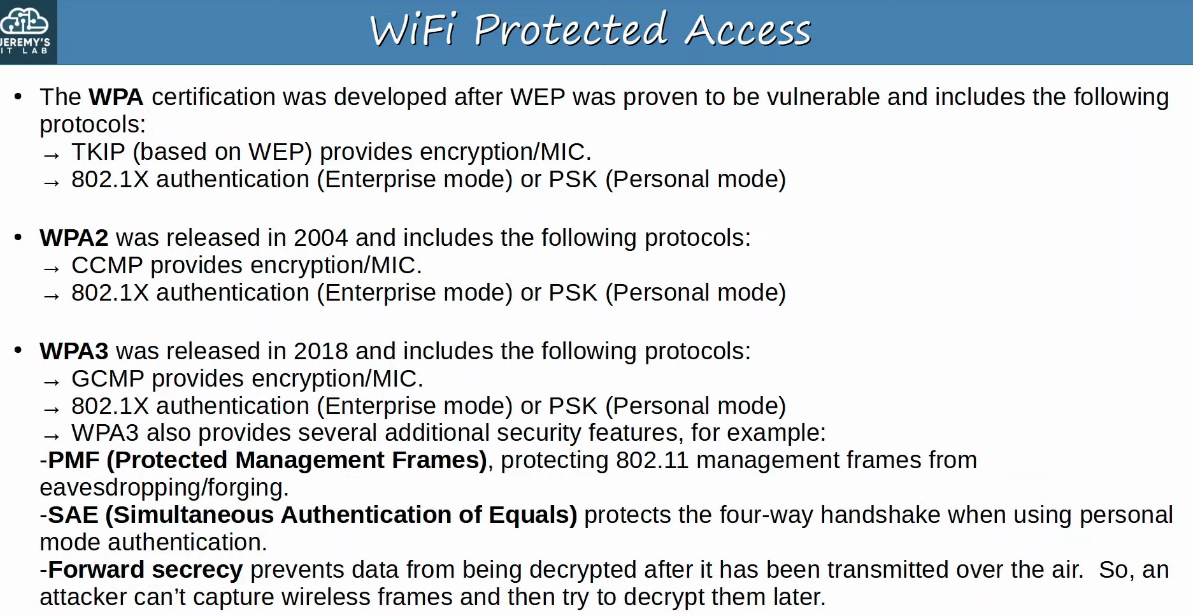 JEREMY'S
IT LAB
WiFi Protected Access
• The WPA certification was developed after WEP was proven to be vulnerable and includes the following
protocols:
→ TKIP (based on WEP) provides encryption/MIC.
→ 802.1X authentication (Enterprise mode) or PSK (Personal mode)
• WPA2 was released in 2004 and includes the following protocols:
→ CCMP provides encryption/MIC.
→ 802.1X authentication (Enterprise mode) or PSK (Personal mode)
• WPA3 was released in 2018 and includes the following protocols:
→ GCMP provides encryption/MIC.
→ 802.1X authentication (Enterprise mode) or PSK (Personal mode)
→ WPA3 also provides several additional security features, for example:
-PMF (Protected Management Frames), protecting 802.11 management frames from
eavesdropping/forging.
-SAE (Simultaneous Authentication of Equals) protects the four-way handshake when using personal
mode authentication.
-Forward secrecy prevents data from being decrypted after it has been transmitted over the air.  So, an
attacker can’t capture wireless frames and then try to decrypt them later.